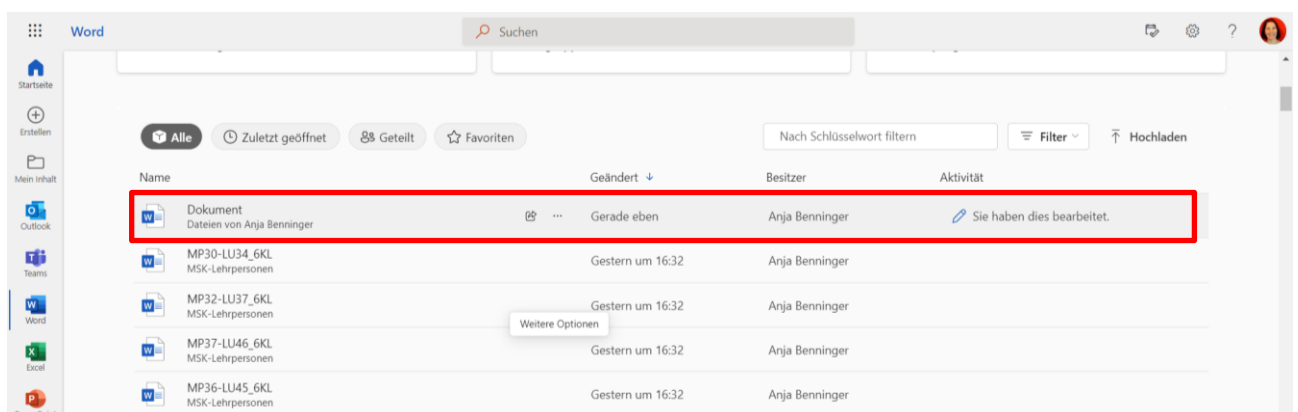 Word
Suchen
?
Startseite
Erstellen
Mein Inhalt
Outlook
Teams
Word
Excel
Alle
Zuletzt geöffnet
Geteilt
Favoriten
Nach Schlüsselwort filtern
Filter
Hochladen
Name
Geändert ↓
Besitzer
Aktivität
Dokument
Dateien von Anja Benninger
Gerade eben
Anja Benninger
Sie haben dies bearbeitet.
MP30-LU34_6KL
MSK-Lehrpersonen
Gestern um 16:32
Anja Benninger
MP32-LU37_6KL
MSK-Lehrpersonen
Gestern um 16:32
Anja Benninger
Weitere Optionen
MP37-LU46_6KL
MSK-Lehrpersonen
Gestern um 16:32
Anja Benninger
MP36-LU45_6KL
MSK-Lehrpersonen
Gestern um 16:32
Anja Benninger